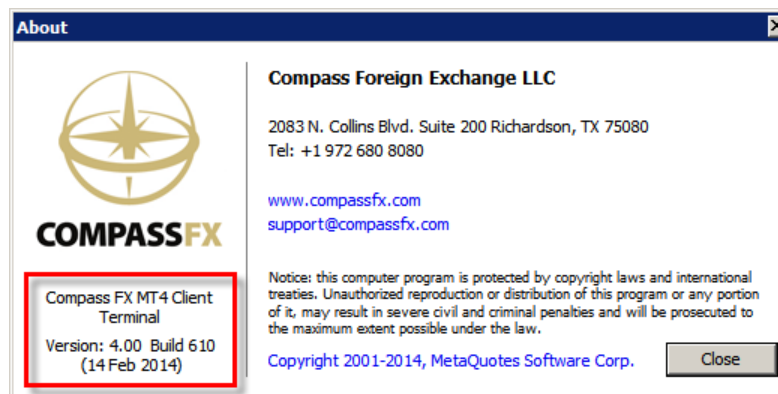 About
COMPASSFX
Compass FX MT4 Client
Terminal
Version: 4.00 Build 610
(14 Feb 2014)
Compass Foreign Exchange LLC
2083 N. Collins Blvd. Suite 200 Richardson, TX 75080
Tel: +1 972 680 8080
www.compassfx.com
support@compassfx.com
Notice: this computer program is protected by copyright laws and international
treaties. Unauthorized reproduction or distribution of this program or any portion
of it, may result in severe civil and criminal penalties and will be prosecuted to
the maximum extent possible under the law.
Copyright 2001-2014, MetaQuotes Software Corp.
Close